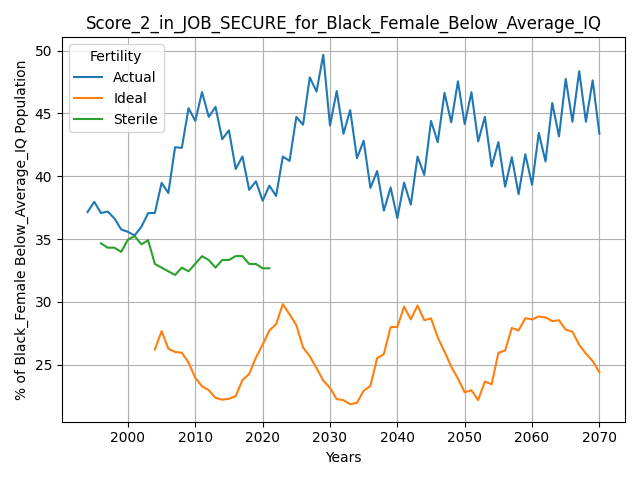 Score_2_in_JOB_SECURE_for_Black_Female_Below_Average_IQ
Fertility
Actual
Ideal
Sterile
% of Black_Female Below_Average_IQ Population
50
45
40
35
30
25
2000 2010 2020 2030 2040 2050 2060 2070
Years